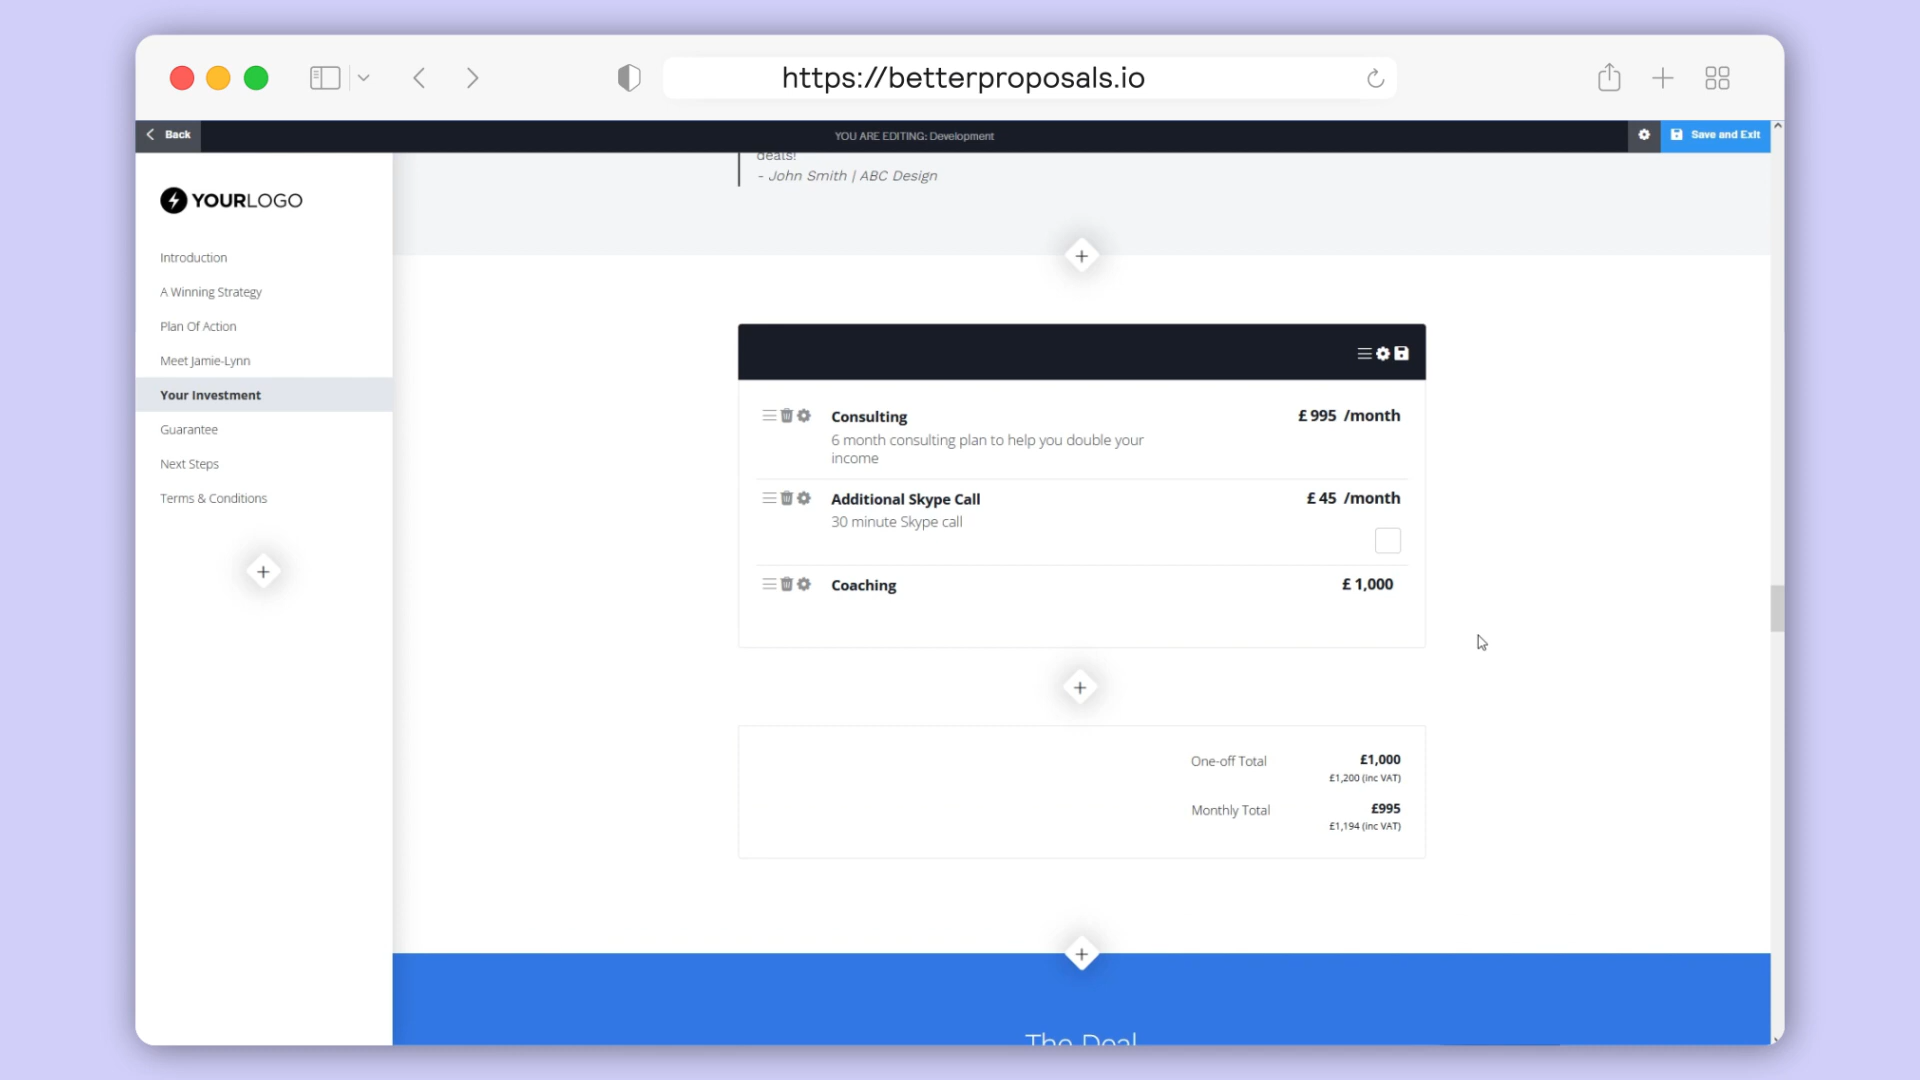 https://betterproposals.io
Back
YOU ARE EDITING: Development
Save and Exit
YOURLOGO
Introduction
A Winning Strategy
Plan Of Action
Meet Jamie-Lynn
Your Investment
Guarantee
Next Steps
Terms & Conditions
deals!
- John Smith | ABC Design
Consulting £ 995 /month
6 month consulting plan to help you double your
income
Additional Skype Call £ 45 /month
30 minute Skype call
Coaching £ 1,000
One-off Total £1,000
£1,200 (inc VAT)
Monthly Total £995
£1,194 (inc VAT)
The Deal